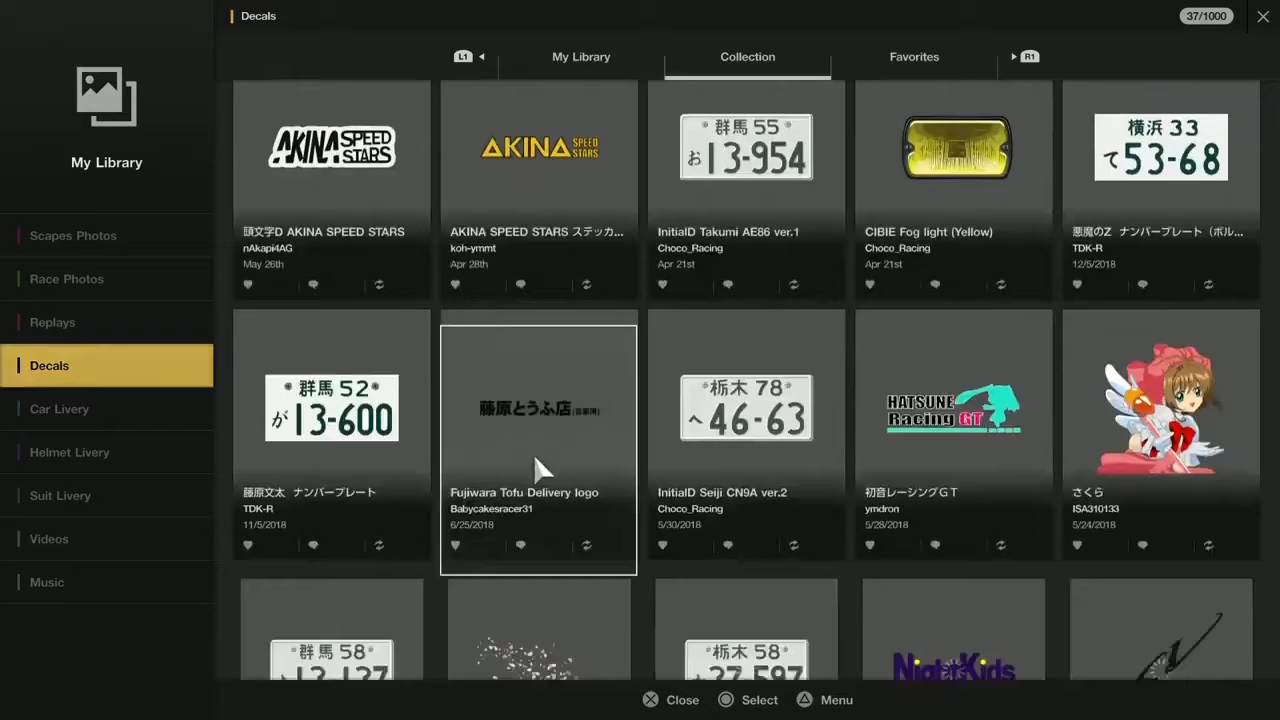 Decals
37/1000
L1
My Library
Collection
Favorites
R1
My Library
Scapes Photos
Race Photos
Replays
Decals
Car Livery
Helmet Livery
Suit Livery
Videos
Music
AKINA SPEED STARS
頭文字D AKINA SPEED STARS
nAkapi4AG
May 26th
AKINA SPEED STARS
AKINA SPEED STARS ステッカ...
koh-ymmt
Apr 28th
群馬 55
お 13-954
InitialD Takumi AE86 ver.1
Choco_Racing
Apr 21st
CIBIE Fog light (Yellow)
Choco_Racing
Apr 21st
横浜 33
て 53-68
悪魔のZ ナンバープレート（ボル...
TDK-R
12/5/2018
群馬 52
が 13-600
藤原文太 ナンバープレート
TDK-R
11/5/2018
藤原とうふ店(自家用)
Fujiwara Tofu Delivery logo
Babycakesracer31
6/25/2018
栃木 78
へ 46-63
InitialD Seiji CN9A ver.2
Choco_Racing
5/30/2018
HATSUNE
Racing GT
初音レーシングＧＴ
ymdron
5/28/2018
さくら
ISA310133
5/24/2018
群馬 58
13-137
栃木 58
37-597
NightKids
Close
Select
Menu